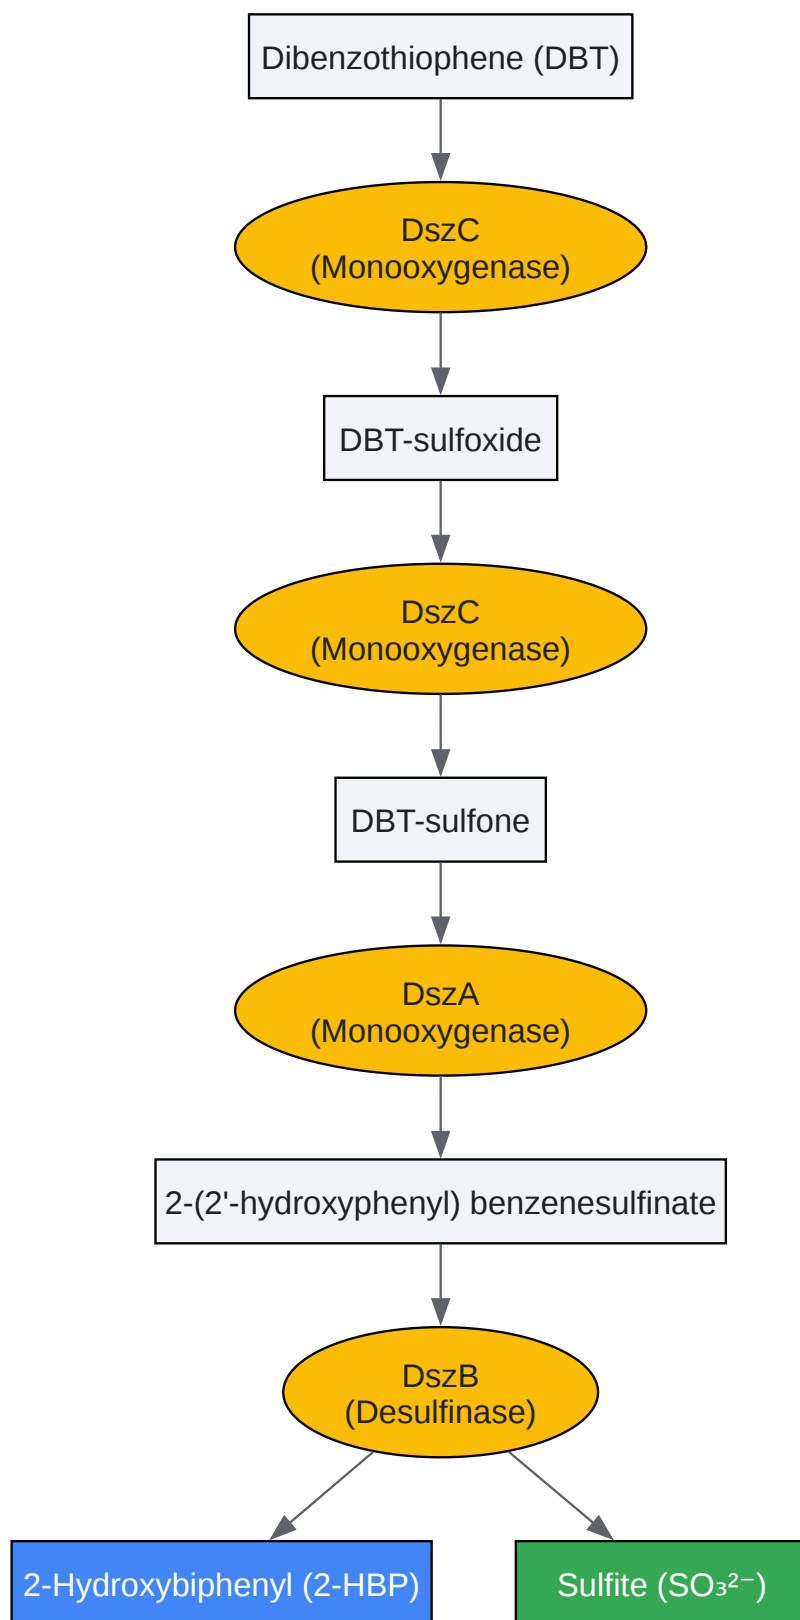 Dibenzothiophene (DBT)
DszC
(Monooxygenase)
DBT-sulfoxide
DszC
(Monooxygenase)
DBT-sulfone
DszA
(Monooxygenase)
2-(2'-hydroxyphenyl) benzenesulfinate
DszB
(Desulfinase)
2-Hydroxybiphenyl (2-HBP)
Sulfite (SO₃²⁻)